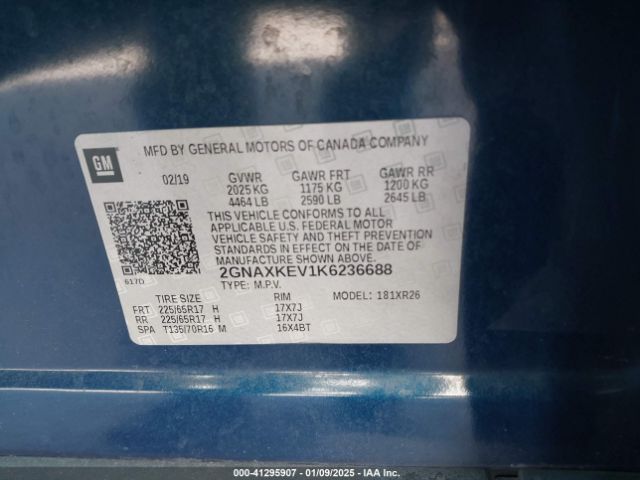 GM
MFD BY GENERAL MOTORS OF CANADA COMPANY
02/19 GVWR GAWR FRT GAWR RR
2025 KG 1175 KG 1200 KG
4464 LB 2590 LB 2645 LB
THIS VEHICLE CONFORMS TO ALL
APPLICABLE U.S. FEDERAL MOTOR
VEHICLE SAFETY AND THEFT PREVENTION
STANDARDS IN EFFECT ON THE DATE OF
MANUFACTURE SHOWN ABOVE.
617D 2GNAXKEV1K6236688
TYPE: M.P.V.
TIRE SIZE RIM MODEL: 181XR26
FRT 225/65R17 H 17X7J
RR 225/65R17 H 17X7J
SPA T135/70R16 M 16X4BT
000-41295907 - 01/09/2025 - IAA Inc.